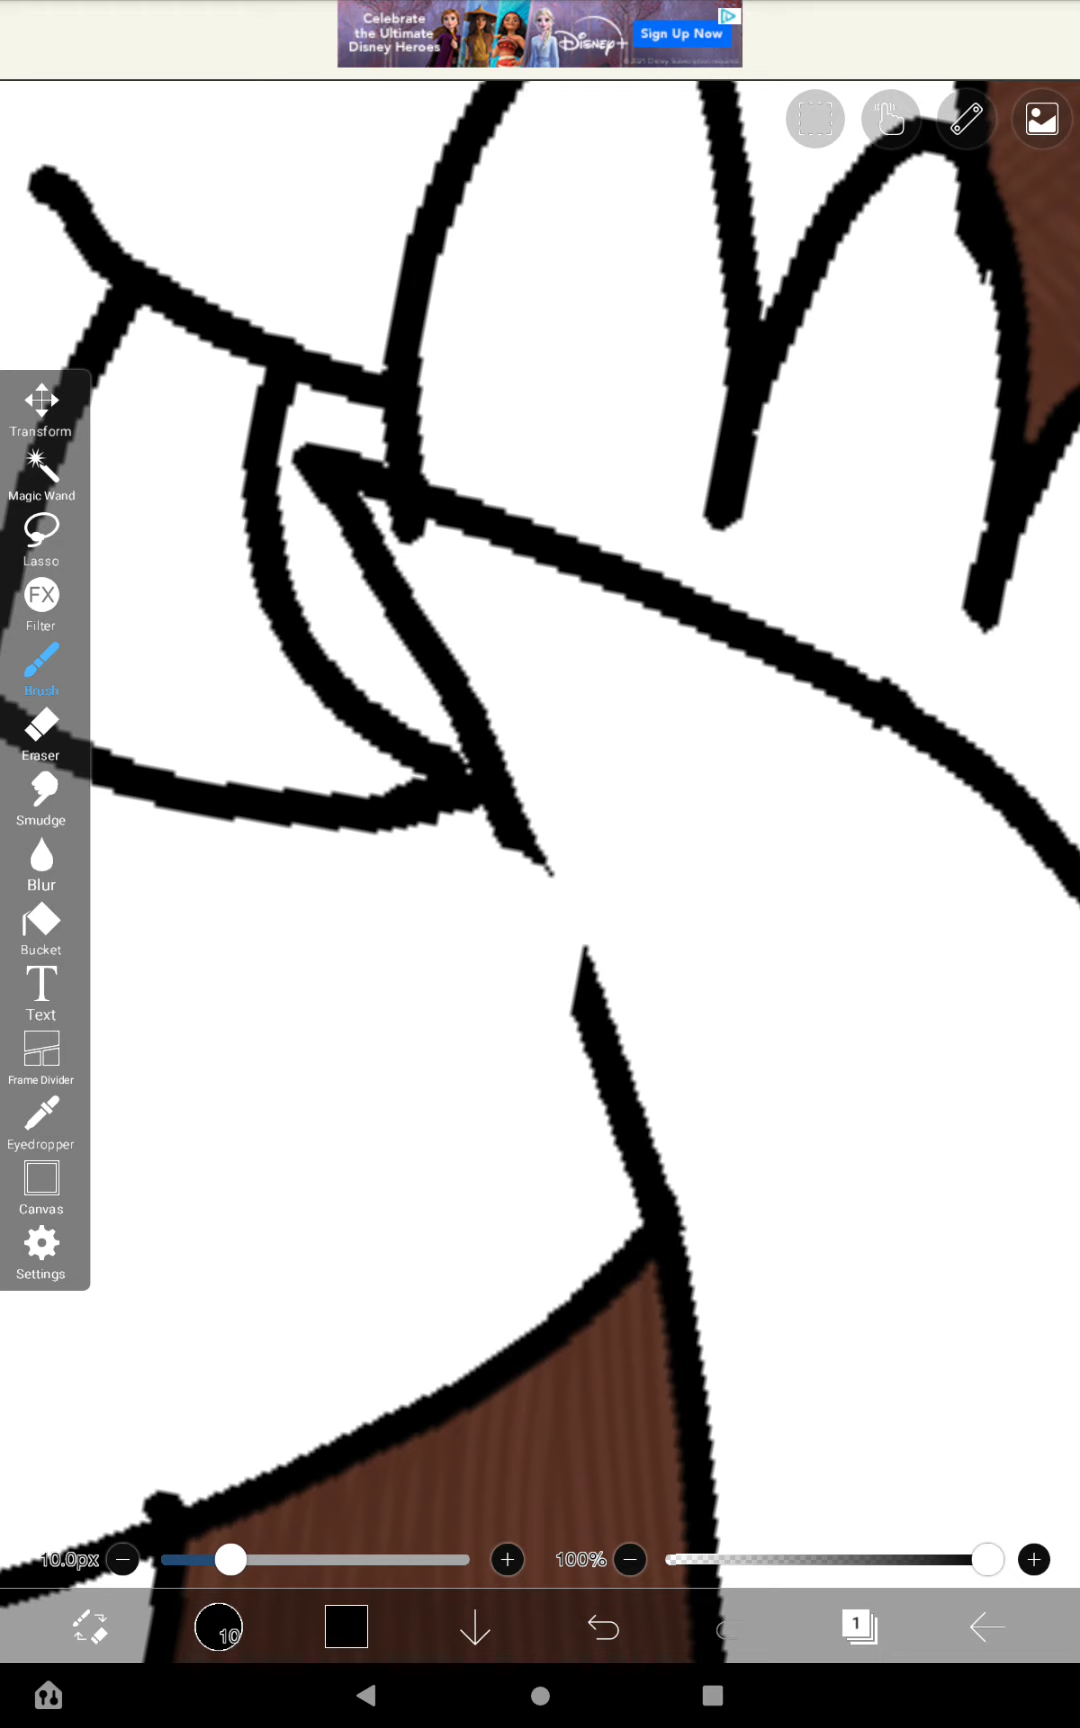 Celebrate
the Ultimate
Disney Heroes
Disney+
Sign Up Now
Transform
Magic Wand
Lasso
FX
Filter
Brush
Eraser
Smudge
Blur
Bucket
T
Text
Frame Divider
Eyedropper
Canvas
Settings
10.0px
100%
10
1